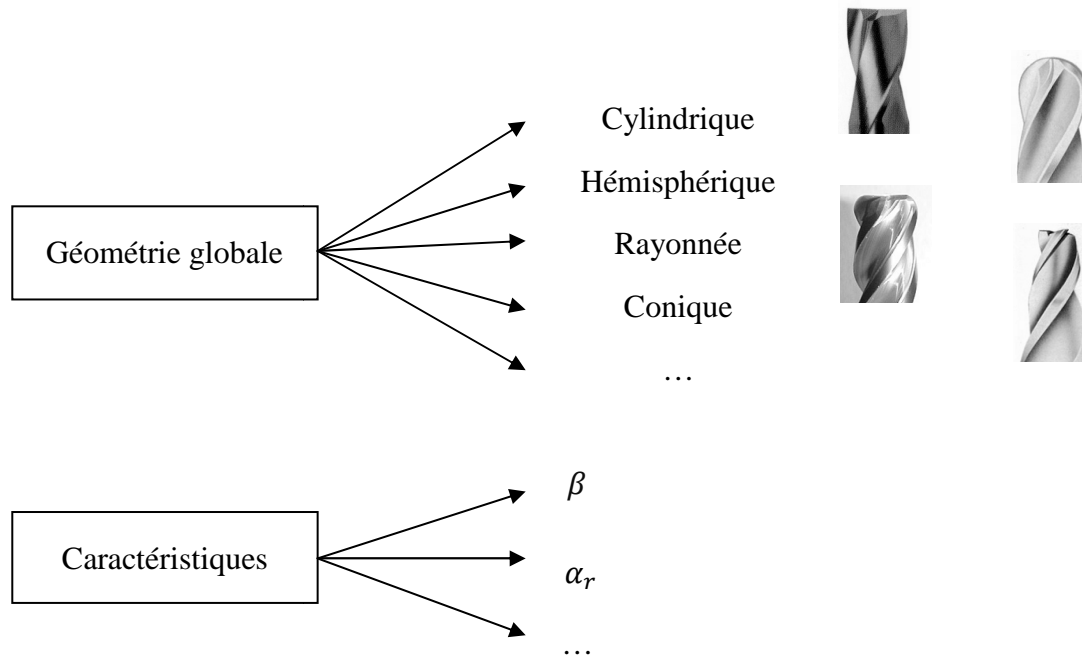 Cylindrique
Hémisphérique
Géométrie globale
Rayonnée
Conique
…
β
Caractéristiques
α_r
…